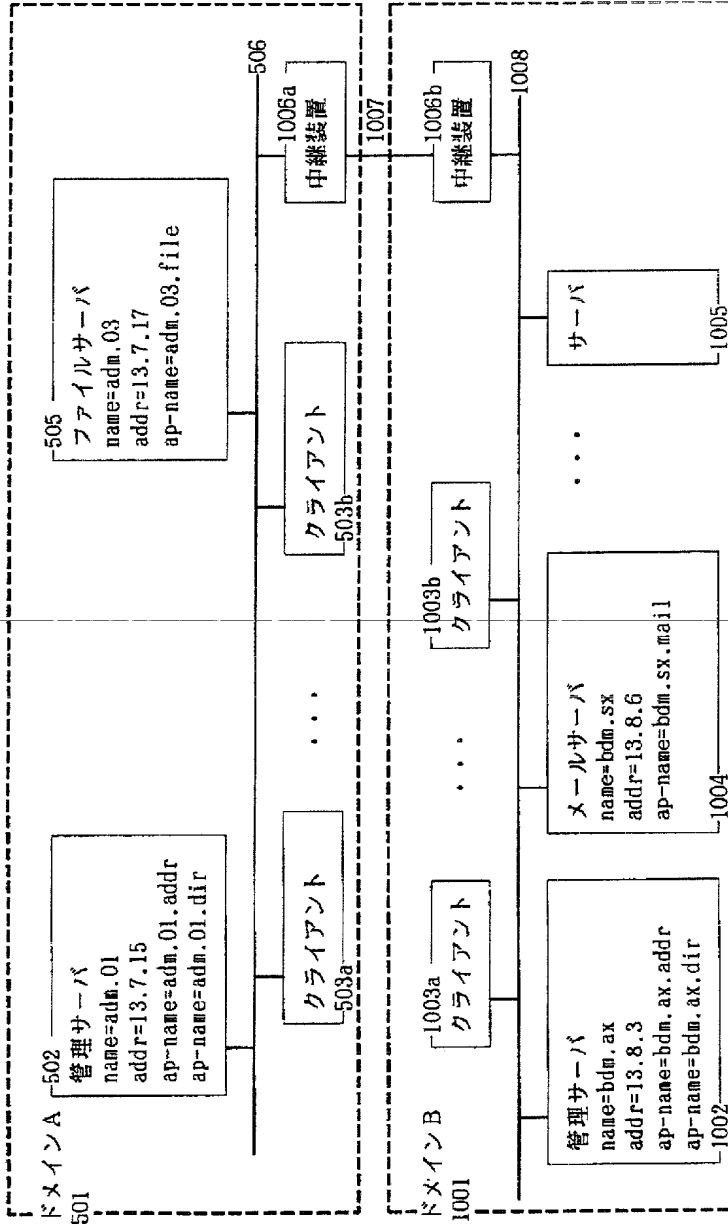 ドメインA
501
502
管理サーバ
name=adm.01
addr=13.7.15
ap-name=adm.01.addr
ap-name=adm.01.dir
505
ファイルサーバ
name=adm.03
addr=13.7.17
ap-name=adm.03.file
506
クライアント
503a
・・・
クライアント
503b
1006a
中継装置
1007
ドメインB
1001
1003a
クライアント
・・・
1003b
クライアント
1006b
中継装置
1008
管理サーバ
name=bdm.ax
addr=13.8.3
ap-name=bdm.ax.addr
ap-name=bdm.ax.dir
1002
メールサーバ
name=bdm.sx
addr=13.8.6
ap-name=bdm.sx.mail
1004
・・・
サーバ
1005